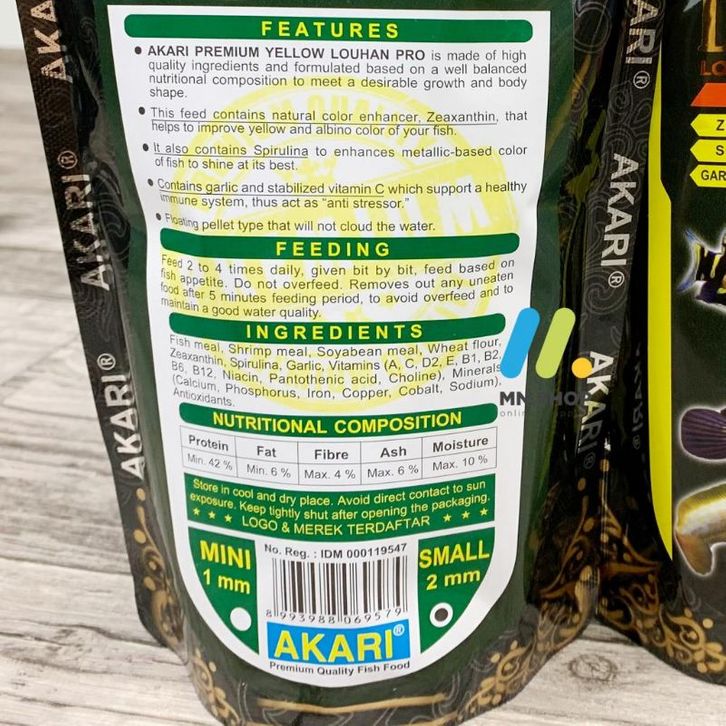 FEATURES
• AKARI PREMIUM YELLOW LOUHAN PRO is made of high
quality ingredients and formulated based on a well balanced
nutritional composition to meet a desirable growth and body
shape.
• This feed contains natural color enhancer, Zeaxanthin, that
helps to improve yellow and albino color of your fish.
• It also contains Spirulina to enhances metallic-based color
of fish to shine at its best.
• Contains garlic and stabilized vitamin C which support a healthy
immune system, thus act as "anti stressor."
• Floating pellet type that will not cloud the water.
FEEDING
Feed 2 to 4 times daily, given bit by bit, feed based on
fish appetite. Do not overfeed. Removes out any uneaten
food after 5 minutes feeding period, to avoid overfeed and to
maintain a good water quality.
INGREDIENTS
Fish meal, Shrimp meal, Soyabean meal, Wheat flour,
Zeaxanthin, Spirulina, Garlic, Vitamins (A, C, D2, E, B1, B2,
B6, B12, Niacin, Pantothenic acid, Choline), Minerals
(Calcium, Phosphorus, Iron, Copper, Cobalt, Sodium),
Antioxidants.
NUTRITIONAL COMPOSITION
Protein Fat Fibre Ash Moisture
Min. 42 % Min. 6 % Max. 4 % Max. 6 % Max. 10 %
Store in cool and dry place. Avoid direct contact to sun
exposure. Keep tightly shut after opening the packaging.
★ ★ ★ LOGO & MEREK TERDAFTAR ★ ★ ★
MINI
1 mm
No. Reg. : IDM 000119547
SMALL
2 mm
8 993988 069579
AKARI®
Premium Quality Fish Food
AKARI®
AKARI®
AKARI®
AKARI®
AKARI®